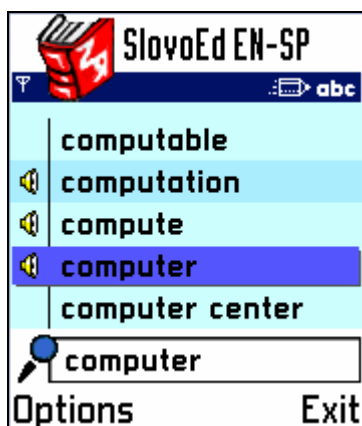 SlovoEd EN-SP
abc
computable
computation
compute
computer
computer center
computer
Options Exit